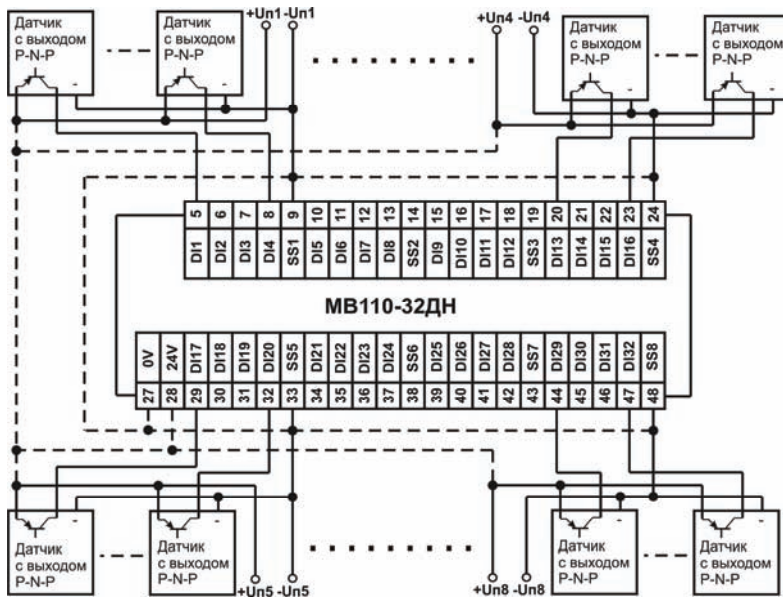 Датчик
с выходом
P-N-P
-
Датчик
с выходом
P-N-P
-
+Un1 -Un1
+Un4 -Un4
Датчик
с выходом
P-N-P
-
Датчик
с выходом
P-N-P
-
5 6 7 8 9 10 11 12 13 14 15 16 17 18 19 20 21 22 23 24
DI1 DI2 DI3 DI4 SS1 DI5 DI6 DI7 DI8 SS2 DI9 DI10 DI11 DI12 SS3 DI13 DI14 DI15 DI16 SS4
МВ110-32ДН
0V 24V DI17 DI18 DI19 DI20 SS5 DI21 DI22 DI23 DI24 SS6 DI25 DI26 DI27 DI28 SS7 DI29 DI30 DI31 DI32 SS8
27 28 29 30 31 32 33 34 35 36 37 38 39 40 41 42 43 44 45 46 47 48
-
Датчик
с выходом
P-N-P
-
Датчик
с выходом
P-N-P
+Un5 -Un5
+Un8 -Un8
-
Датчик
с выходом
P-N-P
-
Датчик
с выходом
P-N-P